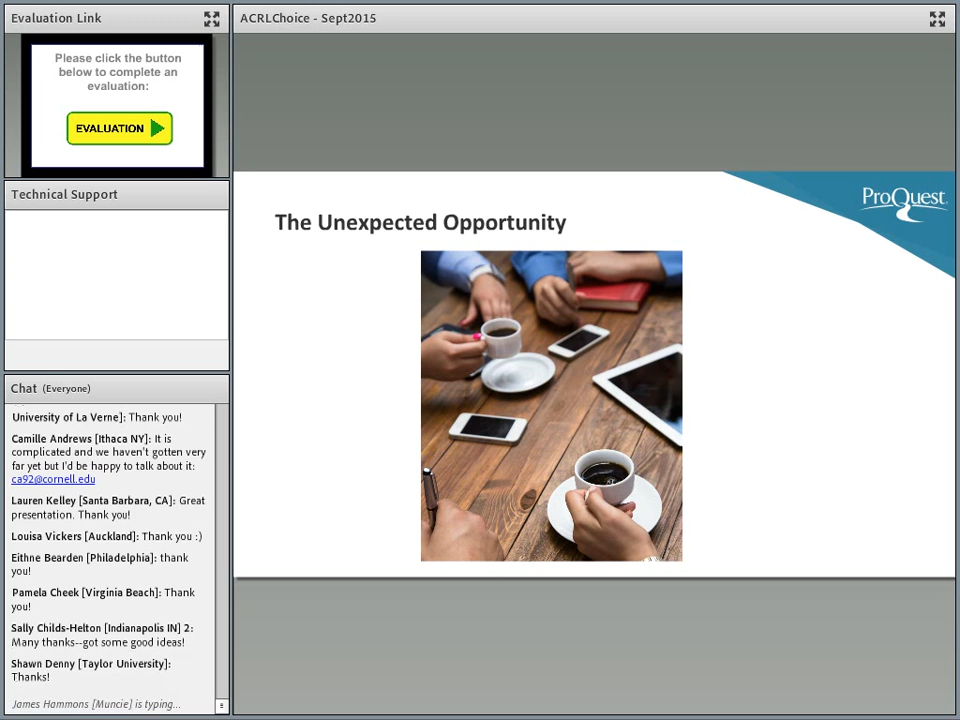 Evaluation Link
Please click the button
below to complete an
evaluation:
EVALUATION
Technical Support
Chat (Everyone)
University of La Verne]: Thank you!
Camille Andrews [Ithaca NY]: It is
complicated and we haven't gotten very
far yet but I'd be happy to talk about it:
ca92@cornell.edu
Lauren Kelley [Santa Barbara, CA]: Great
presentation. Thank you!
Louisa Vickers [Auckland]: Thank you :)
Eithne Bearden [Philadelphia]: thank
you!
Pamela Cheek [Virginia Beach]: Thank
you!
Sally Childs-Helton [Indianapolis IN] 2:
Many thanks--got some good ideas!
Shawn Denny [Taylor University]:
Thanks!
James Hammons [Muncie] is typing...
ACRLChoice - Sept2015
ProQuest
The Unexpected Opportunity